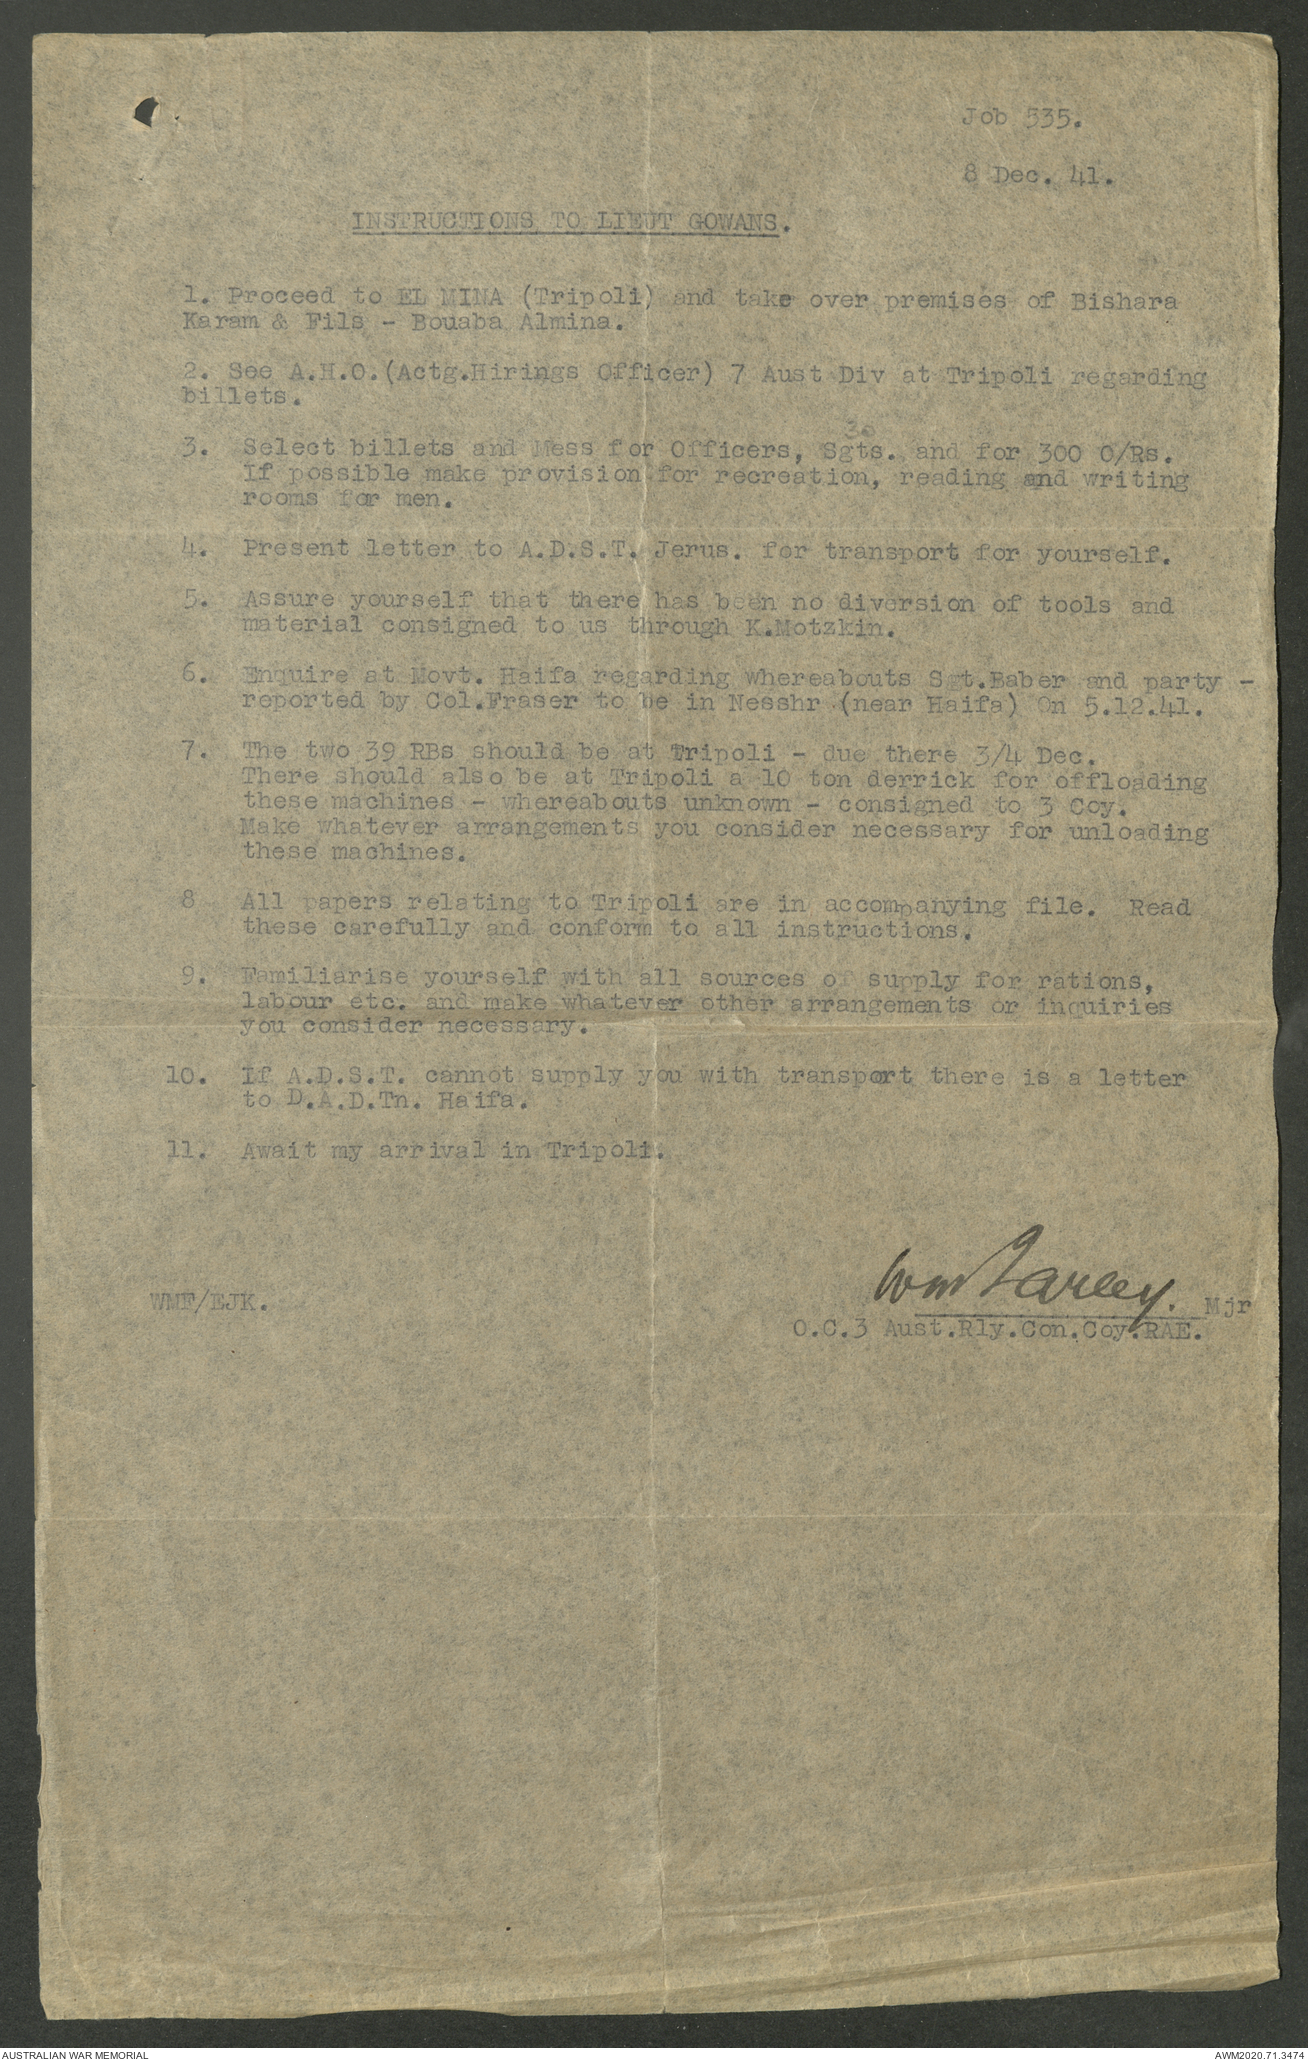 Job 535.
8 Dec. 41.
INSTRUCTIONS TO LIEUT GOWANS.
1. Proceed to EL MINA (Tripoli) and take over premises of Bishara
Karam & Fils - Bouaba Almina.
2. See A.H.O.(Actg.Hirings Officer) 7 Aust Div at Tripoli regarding
billets.
30
3. Select billets and Mess for Officers, Sgts. and for 300 O/Rs.
If possible make provision for recreation, reading and writing
rooms for men.
4. Present letter to A.D.S.T. Jerus. for transport for yourself.
5. Assure yourself that there has been no diversion of tools and
material consigned to us through K.Motzkin.
6. Enquire at Movt. Haifa regarding whereabouts Sgt.Baber and party -
reported by Col.Fraser to be in Nesshr (near Haifa) On 5.12.41.
7. The two 39 RBs should be at Tripoli - due there 3/4 Dec.
There should also be at Tripoli a 10 ton derrick for offloading
these machines - whereabouts unknown - consigned to 3 Coy.
Make whatever arrangements you consider necessary for unloading
these machines.
8 All papers relating to Tripoli are in accompanying file. Read
these carefully and conform to all instructions.
9. Familiarise yourself with all sources of supply for rations,
labour etc. and make whatever other arrangements or inquiries
you consider necessary.
10. If A.D.S.T. cannot supply you with transport there is a letter
to D.A.D.Tn. Haifa.
11. Await my arrival in Tripoli.
Wm Farley.
WMF/EJK. Mjr
O.C.3 Aust.Rly.Con.Coy.RAE.
AUSTRALIAN WAR MEMORIAL AWM2020.71.3474